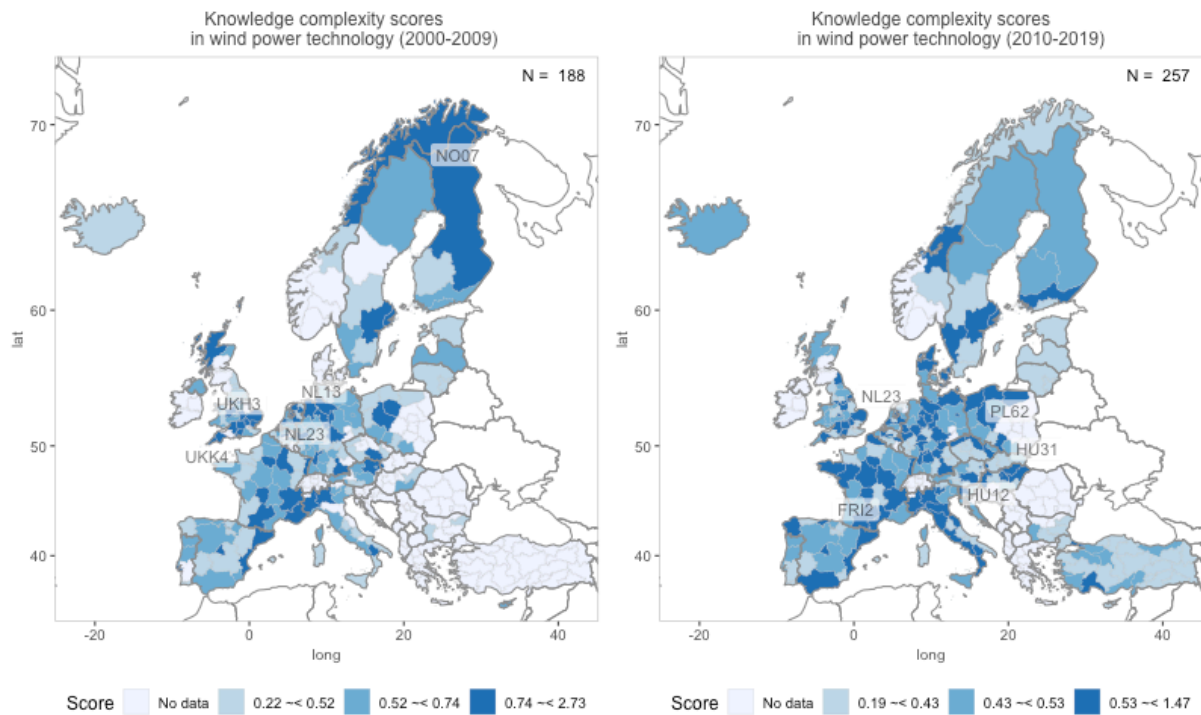 Knowledge complexity scores
in wind power technology (2000-2009)
N = 188
70
60
50
40
lat
-20
0
20
40
long
NO07
NL13
UKH3
NL23
UKK4
Score
No data
0.22 ~< 0.52
0.52 ~< 0.74
0.74 ~< 2.73
Knowledge complexity scores
in wind power technology (2010-2019)
N = 257
70
60
50
40
lat
-20
0
20
40
long
NL23
PL62
HU31
HU12
FRI2
Score
No data
0.19 ~< 0.43
0.43 ~< 0.53
0.53 ~< 1.47